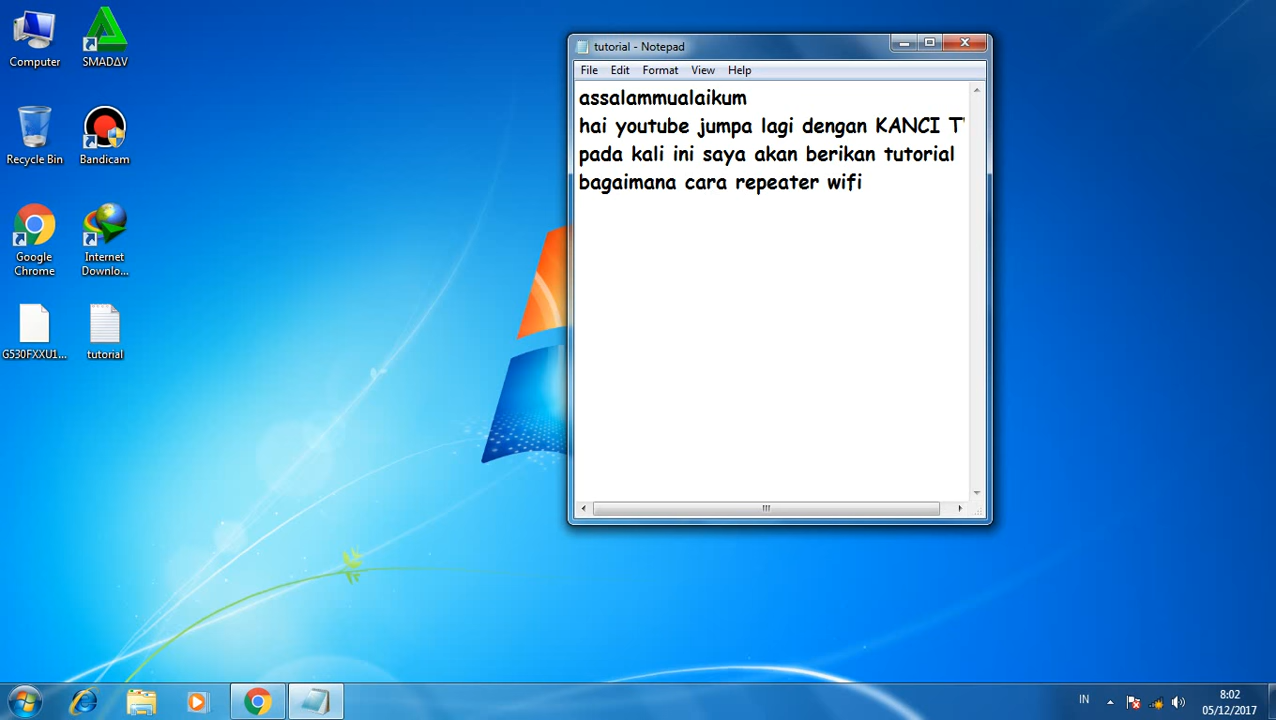 Computer
SMADΔV
Recycle Bin
Bandicam
Google
Chrome
Internet
Downlo...
G530FXXU1...
tutorial
tutorial - Notepad
File Edit Format View Help
assalammualaikum
hai youtube jumpa lagi dengan KANCI
pada kali ini saya akan berikan tutorial
bagaimana cara repeater wifi
IN
8:02
05/12/2017